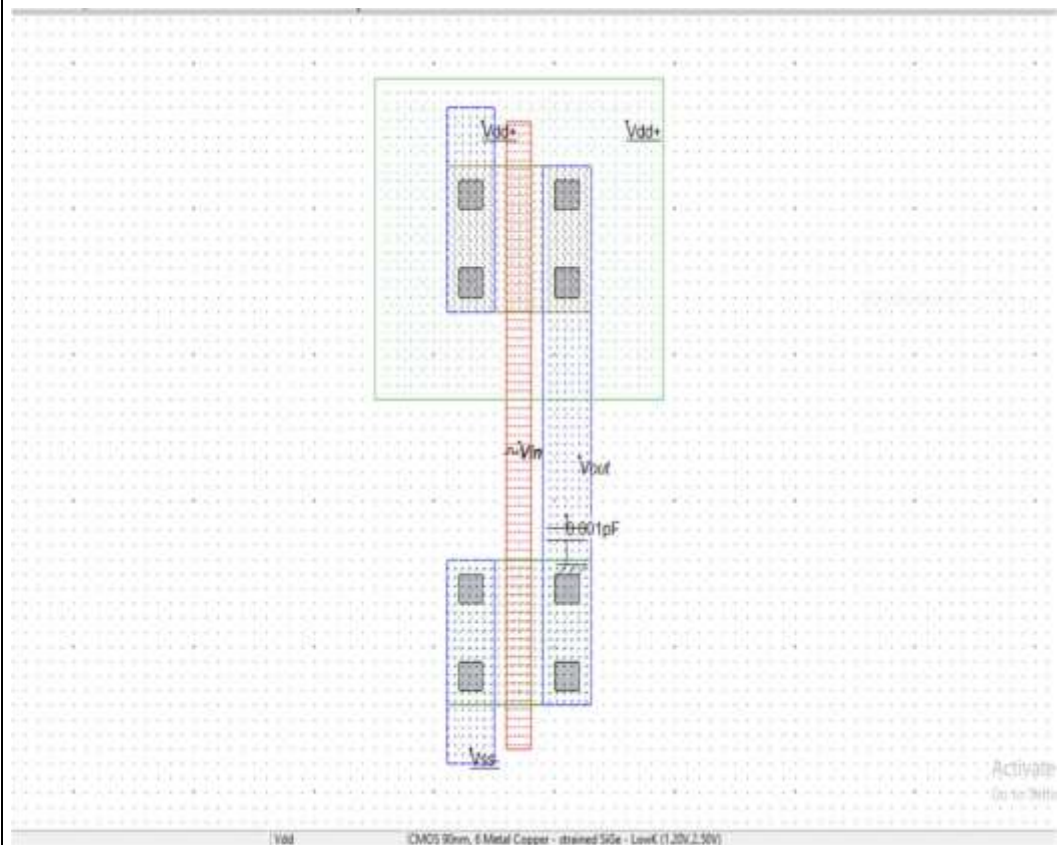 Vdd+
Vdd+
Vin
Vout
0.001pF
Vss-
Activate
Vdd
CMOS 90nm, 6 Metal Copper - strained SiGe - LowK (1.20V,2.50V)